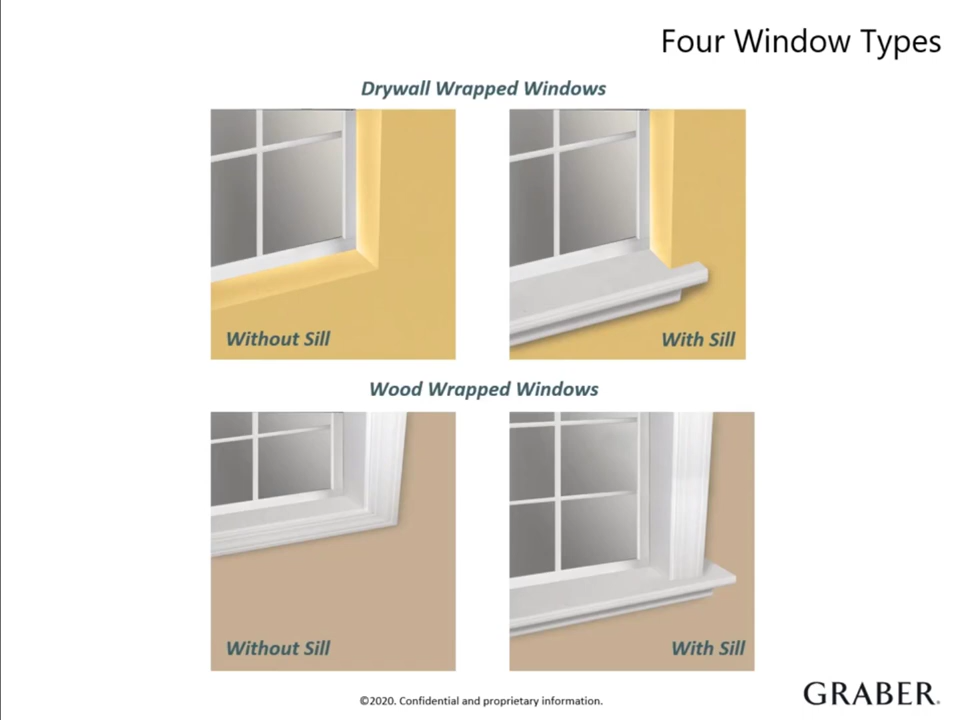 Four Window Types
Drywall Wrapped Windows
Without Sill
With Sill
Wood Wrapped Windows
Without Sill
With Sill
©2020. Confidential and proprietary information.
GRABER.